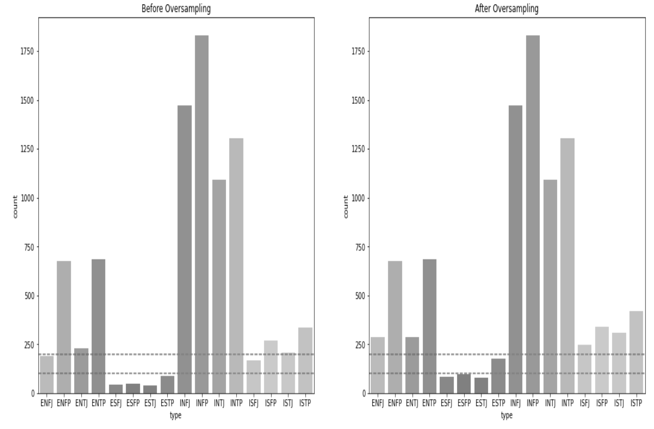 Before Oversampling
1750
1500
1250
1000
750
500
250
0
count
ENFJ ENFP ENTJ ENTP ESFJ ESFP ESTJ ESTP INFJ INFP INTJ INTP ISFJ ISFP ISTJ ISTP
type
After Oversampling
1750
1500
1250
1000
750
500
250
0
count
ENFJ ENFP ENTJ ENTP ESFJ ESFP ESTJ ESTP INFJ INFP INTJ INTP ISFJ ISFP ISTJ ISTP
type